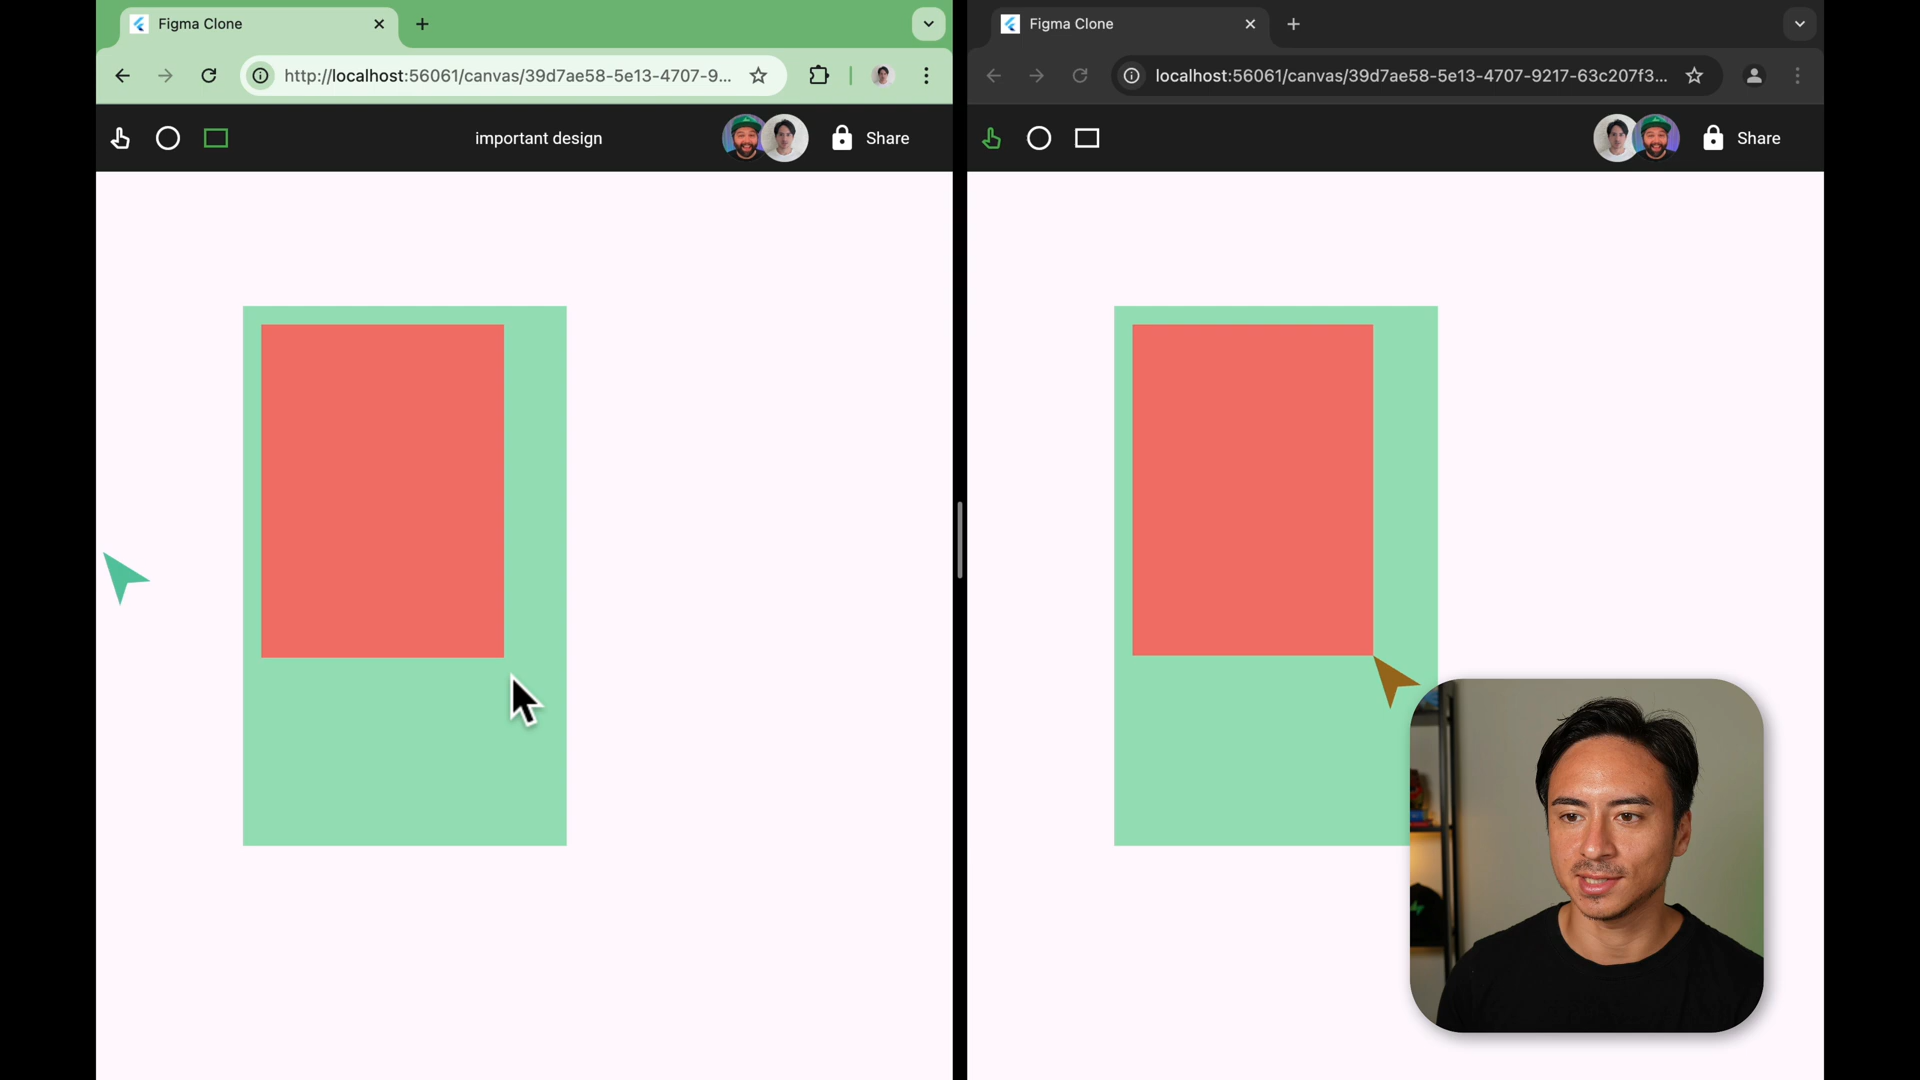 Figma Clone
http://localhost:56061/canvas/39d7ae58-5e13-4707-9...
important design
Share
Figma Clone
localhost:56061/canvas/39d7ae58-5e13-4707-9217-63c207f3...
Share